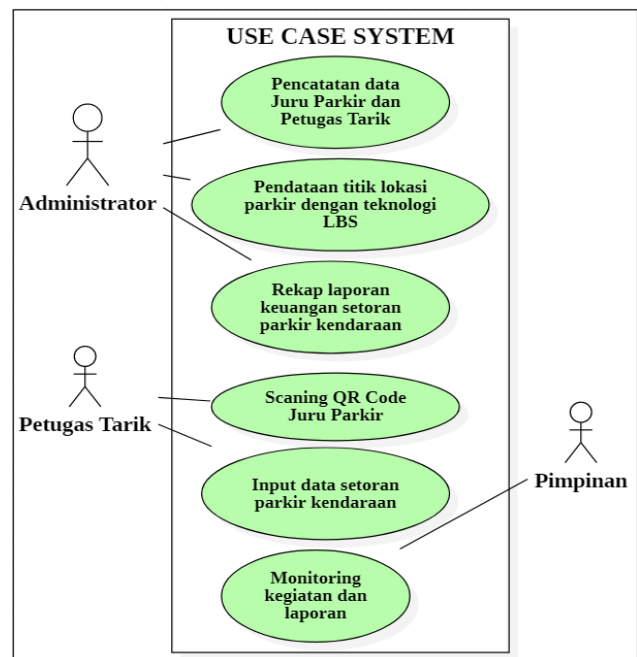 USE CASE SYSTEM
Pencatatan data
Juru Parkir dan
Petugas Tarik
Administrator
Pendataan titik lokasi
parkir dengan teknologi
LBS
Rekap laporan
keuangan setoran
parkir kendaraan
Petugas Tarik
Scaning QR Code
Juru Parkir
Input data setoran
parkir kendaraan
Pimpinan
Monitoring
kegiatan dan
laporan